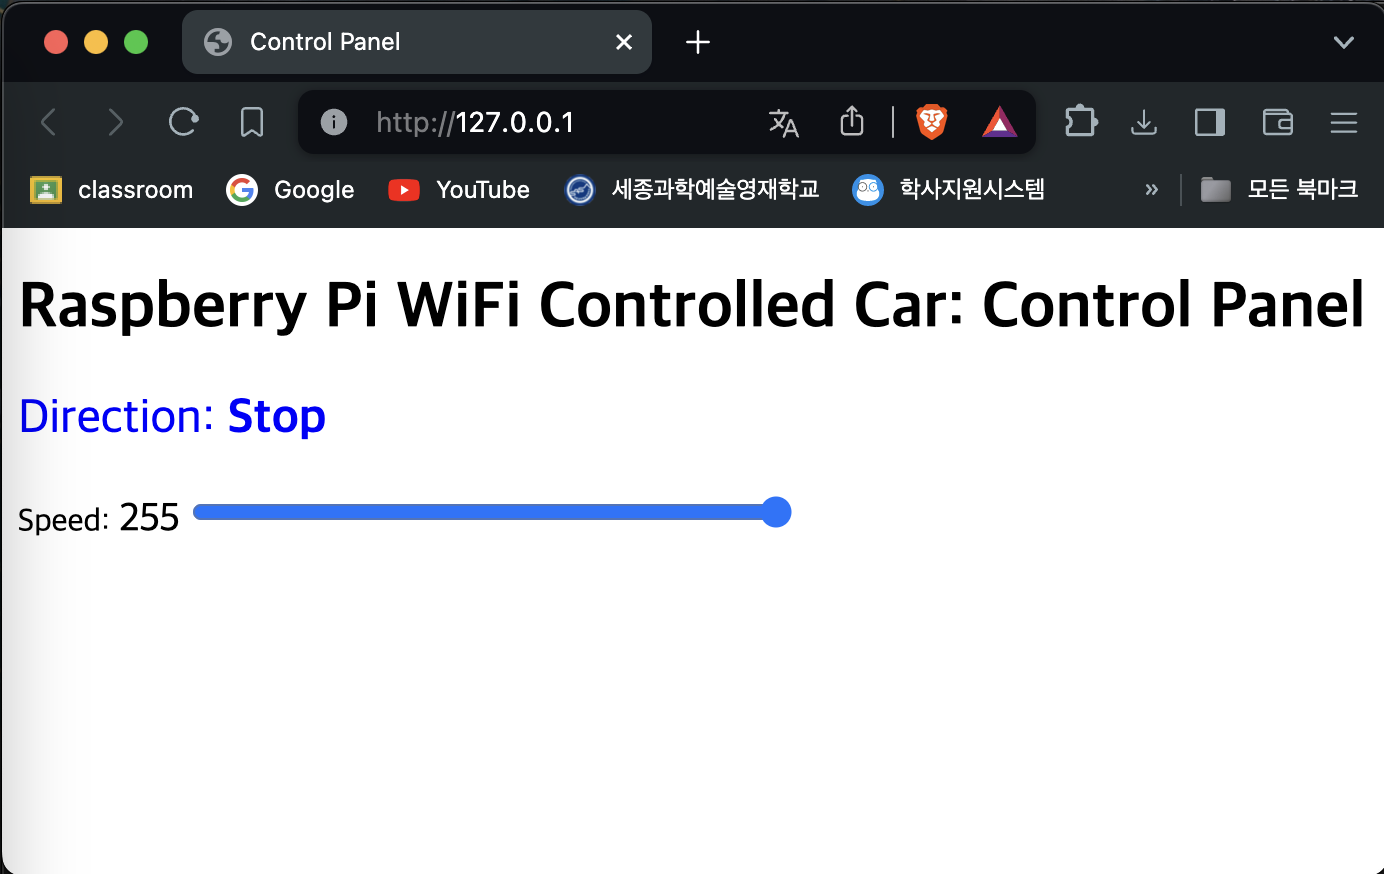 Control Panel
http://127.0.0.1
classroom Google YouTube 세종과학예술영재학교 학사지원시스템 » 모든 북마크
Raspberry Pi WiFi Controlled Car: Control Panel
Direction: Stop
Speed: 255